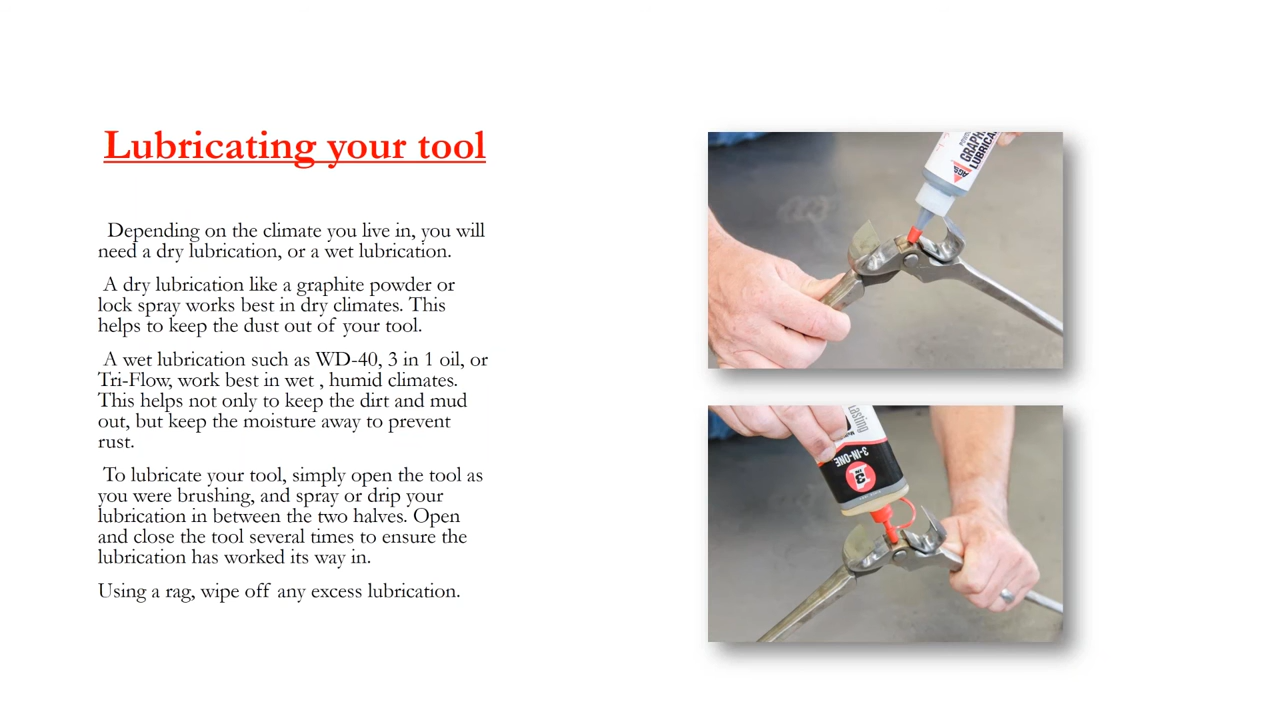 Lubricating your tool
Depending on the climate you live in, you will
need a dry lubrication, or a wet lubrication.
A dry lubrication like a graphite powder or
lock spray works best in dry climates. This
helps to keep the dust out of your tool.
A wet lubrication such as WD-40, 3 in 1 oil, or
Tri-Flow, work best in wet , humid climates.
This helps not only to keep the dirt and mud
out, but keep the moisture away to prevent
rust.
To lubricate your tool, simply open the tool as
you were brushing, and spray or drip your
lubrication in between the two halves. Open
and close the tool several times to ensure the
lubrication has worked its way in.
Using a rag, wipe off any excess lubrication.
AGS
3-IN-ONE
3 IN 1